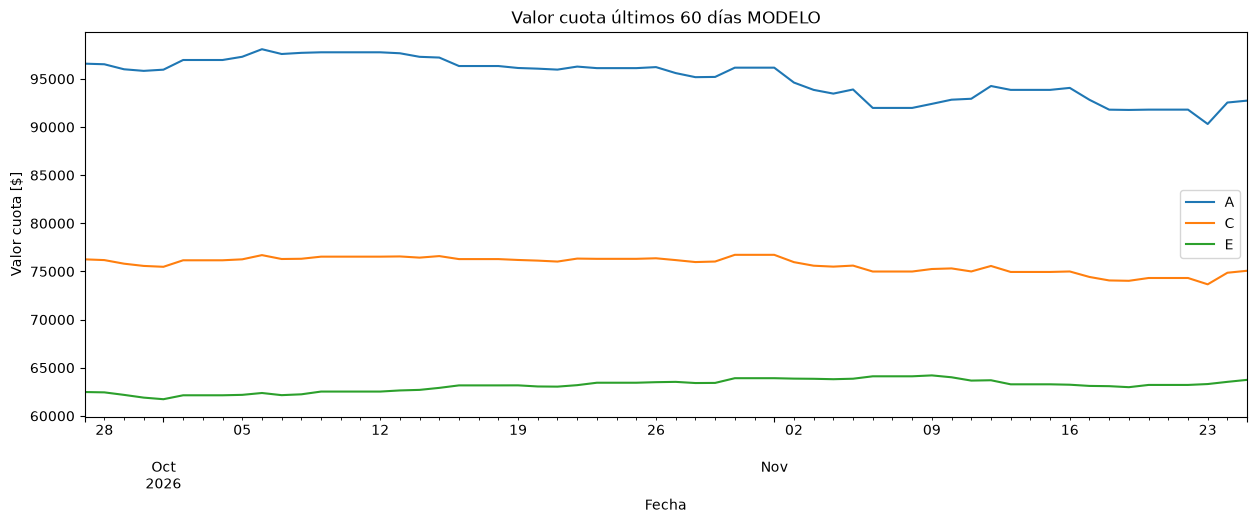 Valor cuota últimos 60 días MODELO
Valor cuota [$]
95000
90000
85000
80000
75000
70000
65000
60000
A
C
E
28 05 12 19 26 02 09 16 23
Oct Nov
2026
Fecha